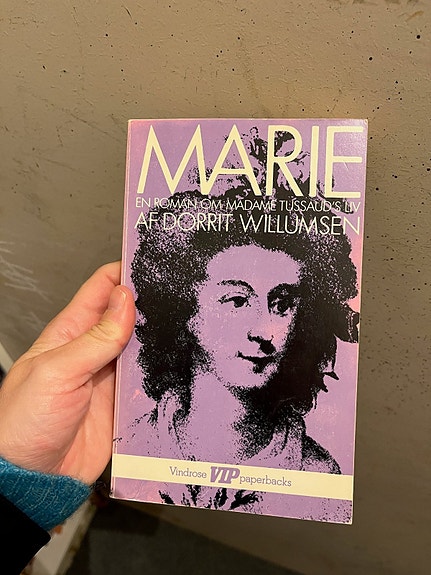 MARIE
EN ROMAN OM MADAME TUSSAUD'S LIV
AF DORRIT WILLUMSEN
Vindrose VIP paperbacks